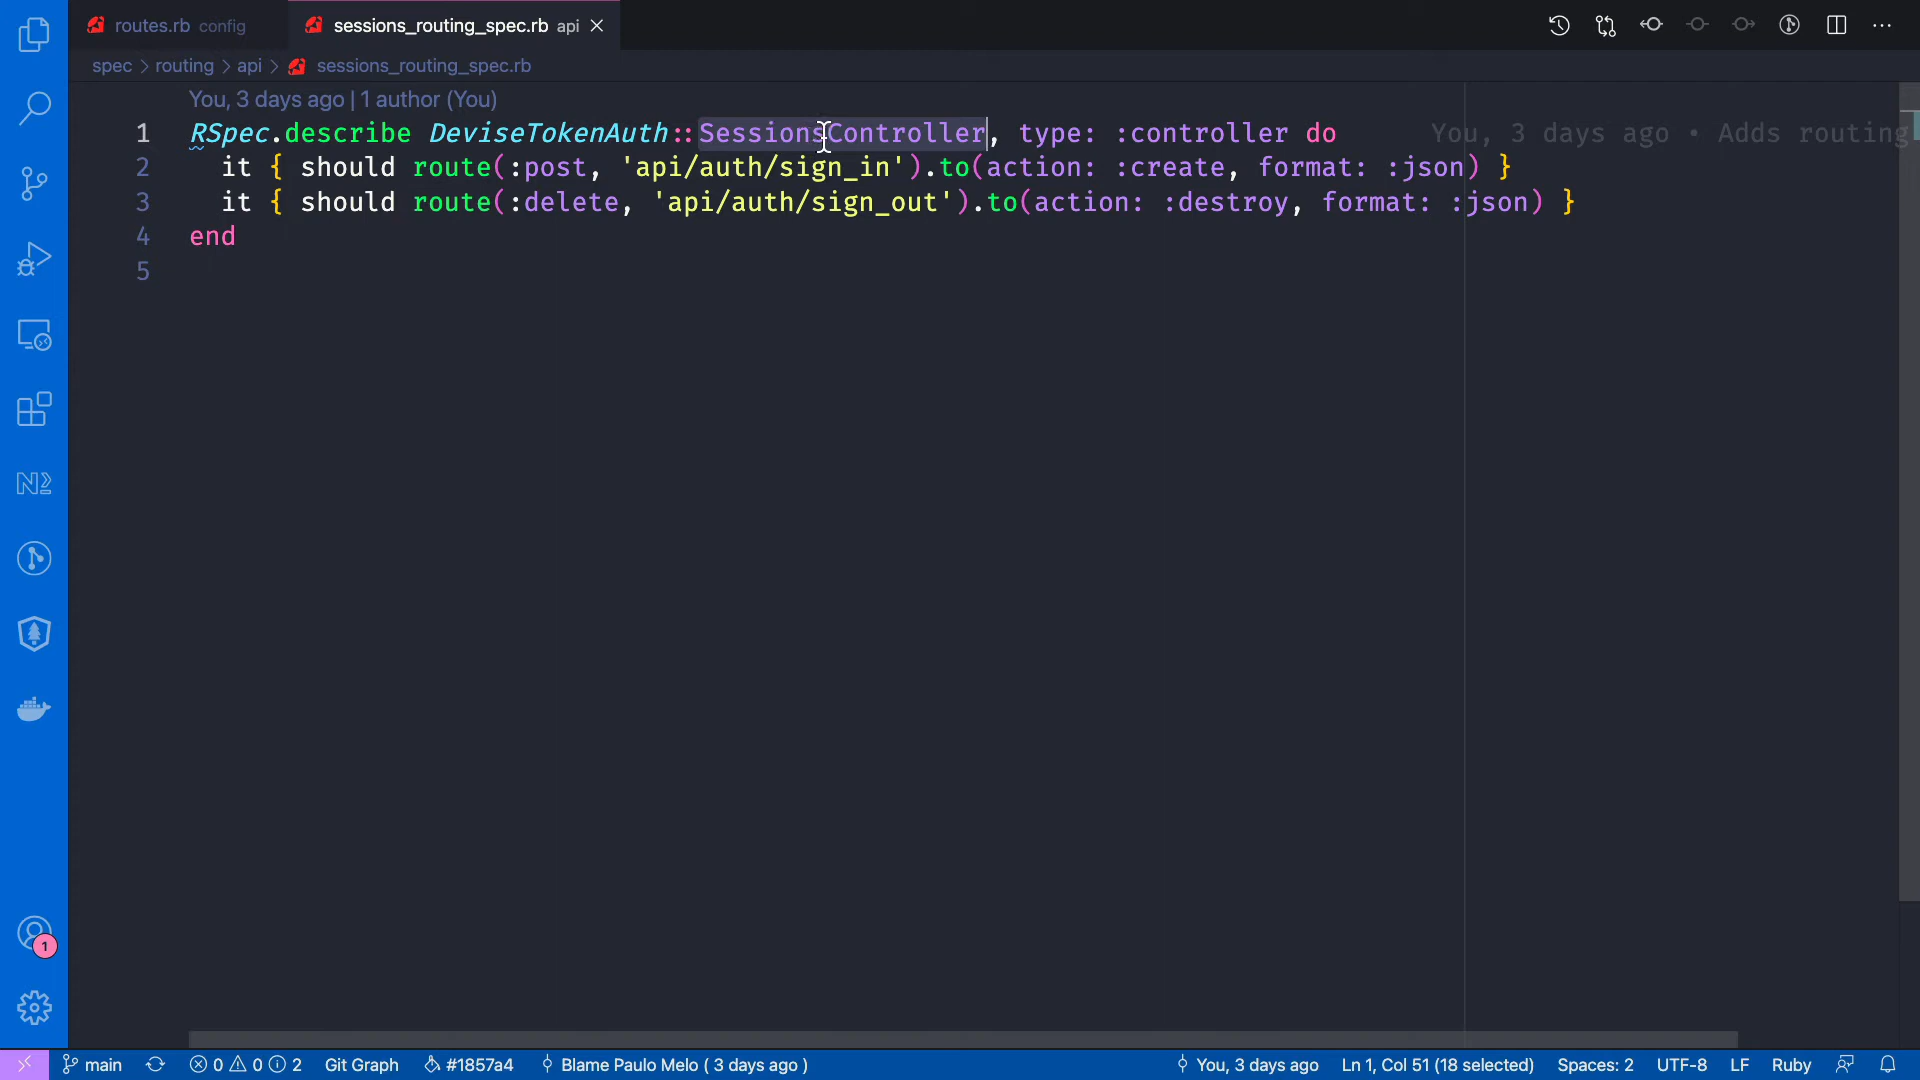 routes.rb config
sessions_routing_spec.rb api
spec > routing > api > sessions_routing_spec.rb
You, 3 days ago | 1 author (You)
1 RSpec.describe DeviseTokenAuth::SessionsController, type: :controller do You, 3 days ago • Adds routing
2 it { should route(:post, 'api/auth/sign_in').to(action: :create, format: :json) }
3 it { should route(:delete, 'api/auth/sign_out').to(action: :destroy, format: :json) }
4 end
5
1
main 0 0 2 Git Graph #1857a4 Blame Paulo Melo ( 3 days ago ) You, 3 days ago Ln 1, Col 51 (18 selected) Spaces: 2 UTF-8 LF Ruby